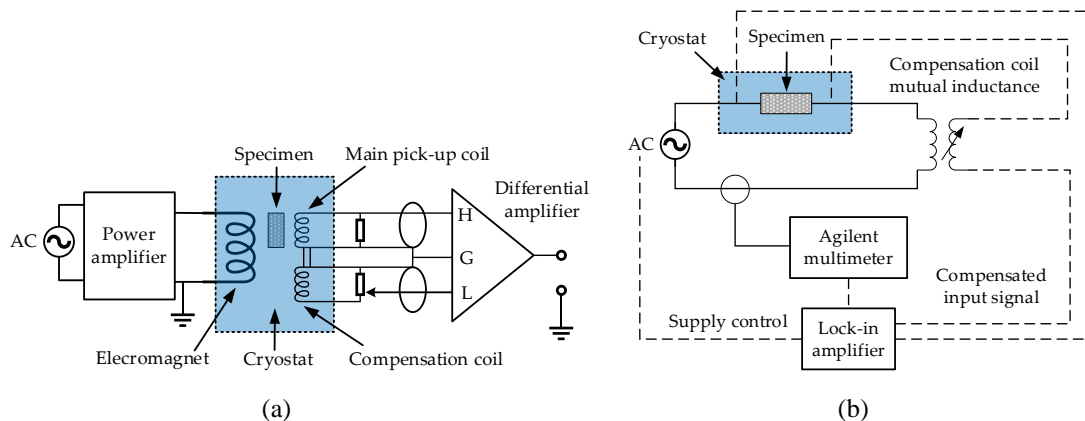 Specimen
Main pick-up coil
Differential
amplifier
AC
Power
amplifier
H
G
L
Elecromagnet
Cryostat
Compensation coil
(a)
Cryostat
Specimen
Compensation coil
mutual inductance
AC
Agilent
multimeter
Compensated
input signal
Supply control
Lock-in
amplifier
(b)